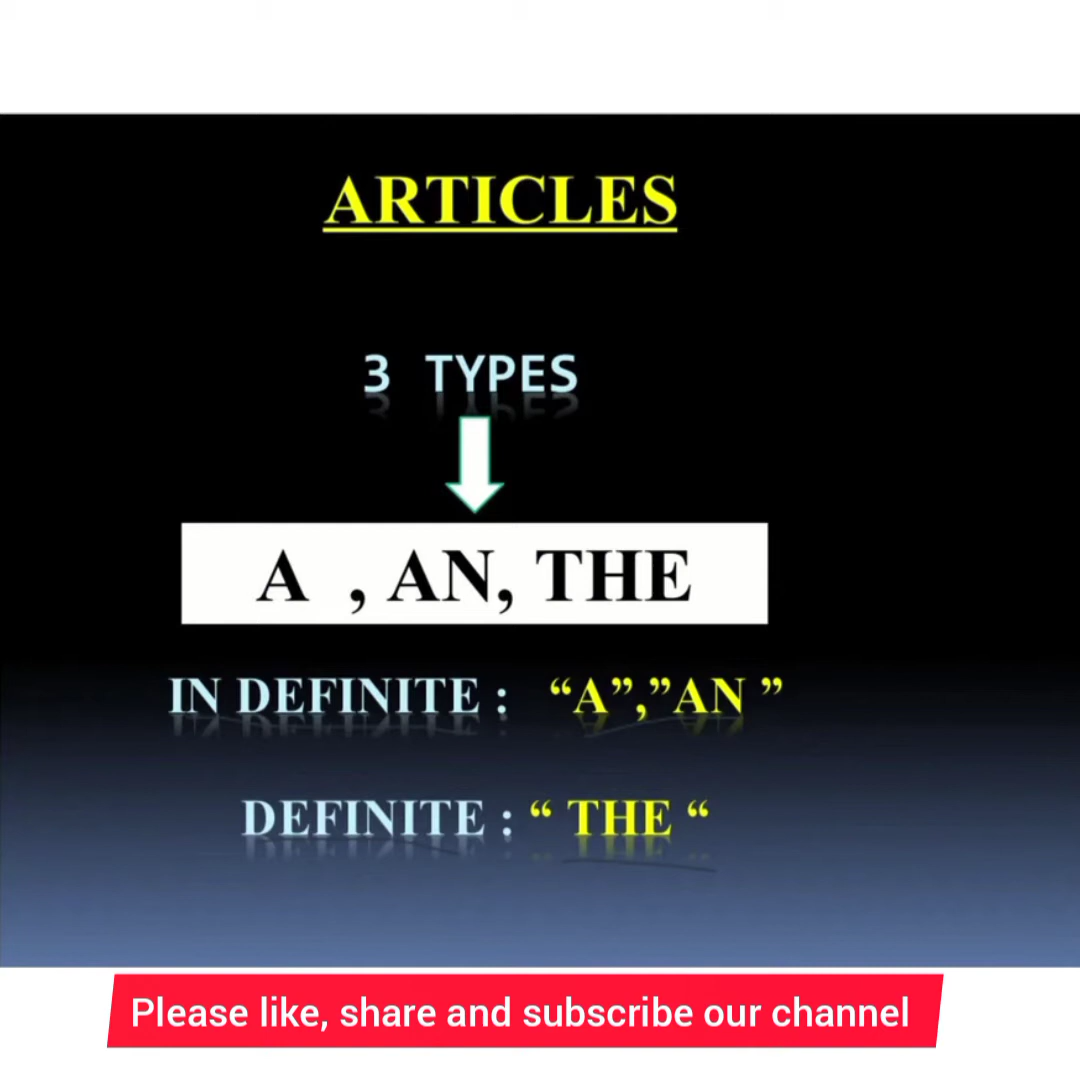 ARTICLES
3 TYPES
A , AN, THE
IN DEFINITE : “A”,”AN ”
DEFINITE : “ THE “
Please like, share and subscribe our channel